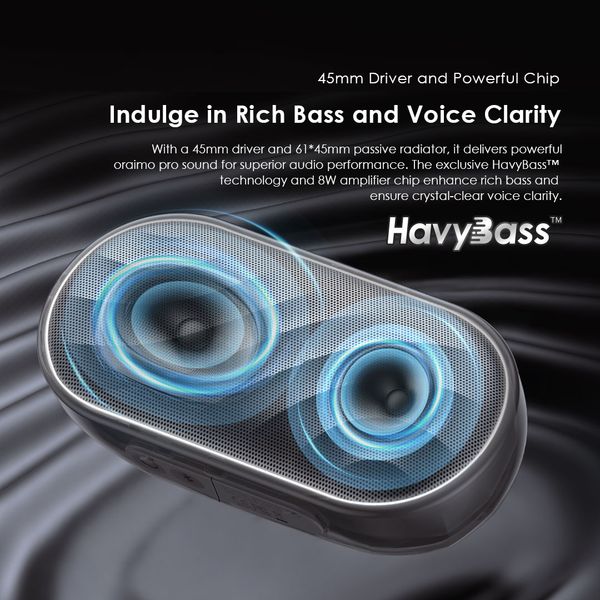 45mm Driver and Powerful Chip
Indulge in Rich Bass and Voice Clarity
With a 45mm driver and 61*45mm passive radiator, it delivers powerful
oraimo pro sound for superior audio performance. The exclusive HavyBass™
technology and 8W amplifier chip enhance rich bass and
ensure crystal-clear voice clarity.
HavyBass™